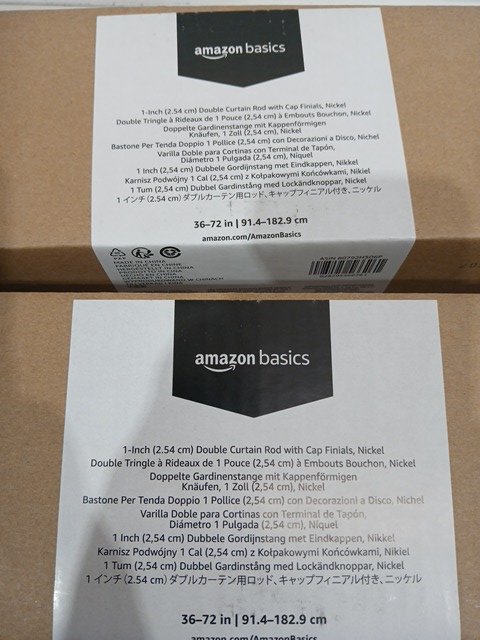 amazon basics
1-Inch (2.54 cm) Double Curtain Rod with Cap Finials, Nickel
Double Tringle à Rideaux de 1 Pouce (2,54 cm) à Embouts Bouchon, Nickel
Doppelte Gardinenstange mit Kappenförmigen
Knäufen, 1 Zoll (2,54 cm), Nickel
Bastone Per Tenda Doppio 1 Pollice (2,54 cm) con Decorazioni a Disco, Nichel
Varilla Doble para Cortinas con Terminal de Tapón,
Diámetro 1 Pulgada (2,54 cm), Níquel
1 Inch (2,54 cm) Dubbele Gordijnstang met Eindkappen, Nikkel
Karnisz Podwójny 1 Cal (2,54 cm) z Kołpakowymi Końcówkami, Nikiel
1 Tum (2,54 cm) Dubbel Gardinstång med Lockändknoppar, Nickel
1 インチ (2.54 cm) ダブルカーテン用ロッド、キャップフィニアル付き、ニッケル
36–72 in | 91.4–182.9 cm
amazon.com/AmazonBasics
PAP
MADE IN CHINA
FABRIQUÉ EN CHINE
HERGESTELLT IN CHINA
WYPRODUKOWANO W CHINACH
amazon basics
1-Inch (2.54 cm) Double Curtain Rod with Cap Finials, Nickel
Double Tringle à Rideaux de 1 Pouce (2,54 cm) à Embouts Bouchon, Nickel
Doppelte Gardinenstange mit Kappenförmigen
Knäufen, 1 Zoll (2,54 cm), Nickel
Bastone Per Tenda Doppio 1 Pollice (2,54 cm) con Decorazioni a Disco, Nichel
Varilla Doble para Cortinas con Terminal de Tapón,
Diámetro 1 Pulgada (2,54 cm), Níquel
1 Inch (2,54 cm) Dubbele Gordijnstang met Eindkappen, Nikkel
Karnisz Podwójny 1 Cal (2,54 cm) z Kołpakowymi Końcówkami, Nikiel
1 Tum (2,54 cm) Dubbel Gardinstång med Lockändknoppar, Nickel
1 インチ (2.54 cm) ダブルカーテン用ロッド、キャップフィニアル付き、ニッケル
36–72 in | 91.4–182.9 cm
amazon.com/AmazonBasics